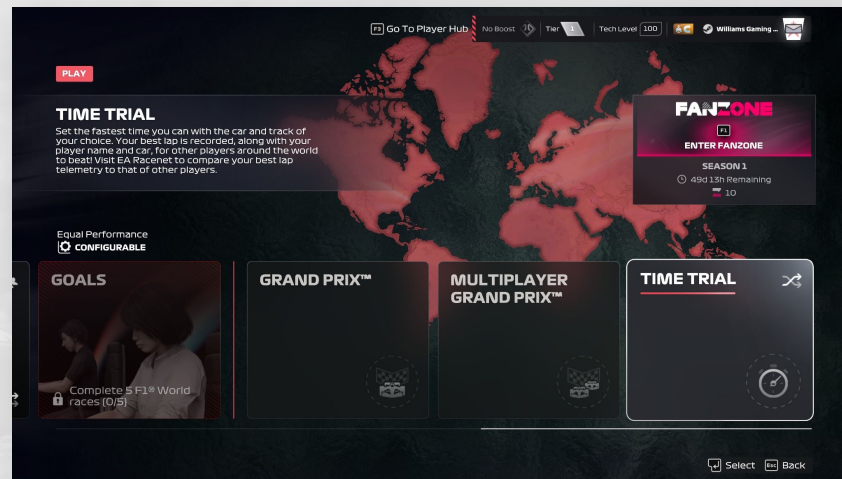 F3 Go To Player Hub
No Boost
Tier 1
Tech Level 100
Williams Gaming ...
PLAY
TIME TRIAL
Set the fastest time you can with the car and track of
your choice. Your best lap is recorded, along with your
player name and car, for other players around the world
to beat! Visit EA Racenet to compare your best lap
telemetry to that of other players.
FANZONE
F1
ENTER FANZONE
SEASON 1
49d 13h Remaining
10
Equal Performance
CONFIGURABLE
GOALS
Complete 5 F1® World
races (0/5)
GRAND PRIX™
MULTIPLAYER
GRAND PRIX™
TIME TRIAL
Select
Esc Back